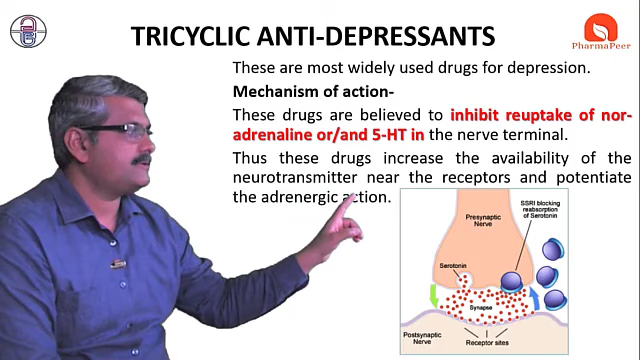 TRICYCLIC ANTI-DEPRESSANTS
PharmaPeer
These are most widely used drugs for depression.
Mechanism of action-
These drugs are believed to inhibit reuptake of nor-
adrenaline or/and 5-HT in the nerve terminal.
Thus these drugs increase the availability of the
neurotransmitter near the receptors and potentiate
the adrenergic action.
SSRI blocking
reabsorption
of Serotonin
Presynaptic
Nerve
Serotonin
Synapse
Postsynaptic
Nerve
Receptor sites